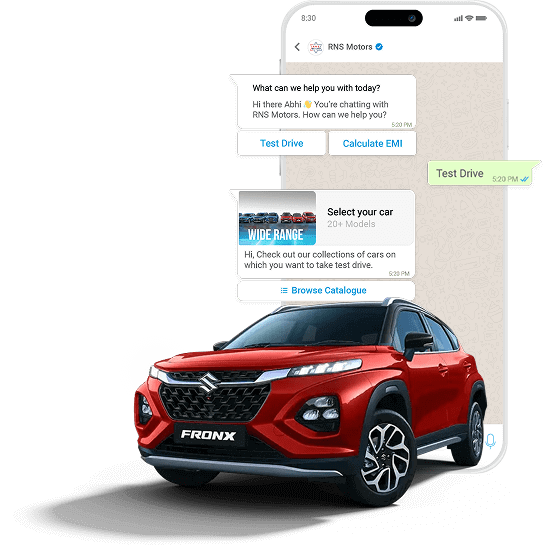 8:30
RNS Motors
What can we help you with today?
Hi there Abhi 👋 You're chatting with
RNS Motors. How can we help you?
5:20 PM
Test Drive
Calculate EMI
Test Drive
5:20 PM
WIDE RANGE
Select your car
20+ Models
Hi, Check out our collections of cars on
which you want to take test drive.
5:20 PM
Browse Catalogue
FRONX